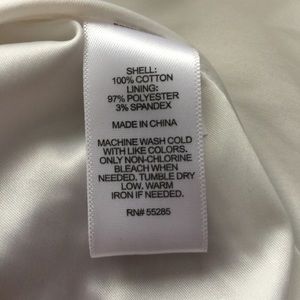 SHELL:
100% COTTON
LINING:
97% POLYESTER
3% SPANDEX
MADE IN CHINA
MACHINE WASH COLD
WITH LIKE COLORS.
ONLY NON-CHLORINE
BLEACH WHEN
NEEDED. TUMBLE DRY
LOW. WARM
IRON IF NEEDED.
RN# 55285